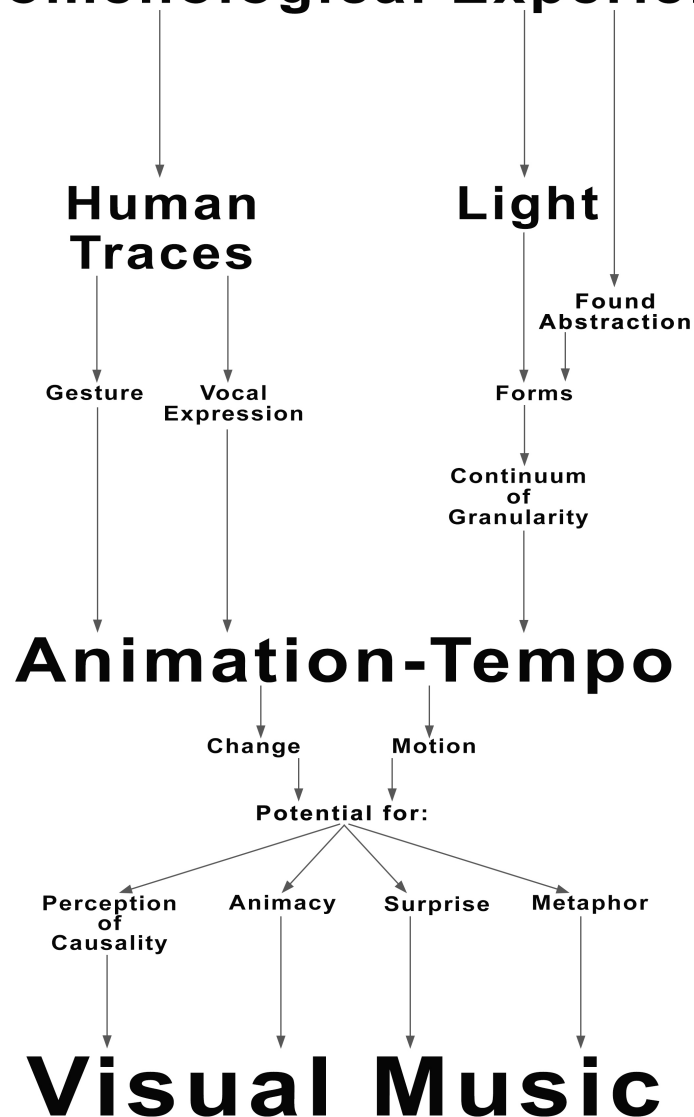 Human
Traces
Light
Found
Abstraction
Gesture
Vocal
Expression
Forms
Continuum
of
Granularity
Animation-Tempo
Change
Motion
Potential for:
Perception
of
Causality
Animacy
Surprise
Metaphor
Visual Music